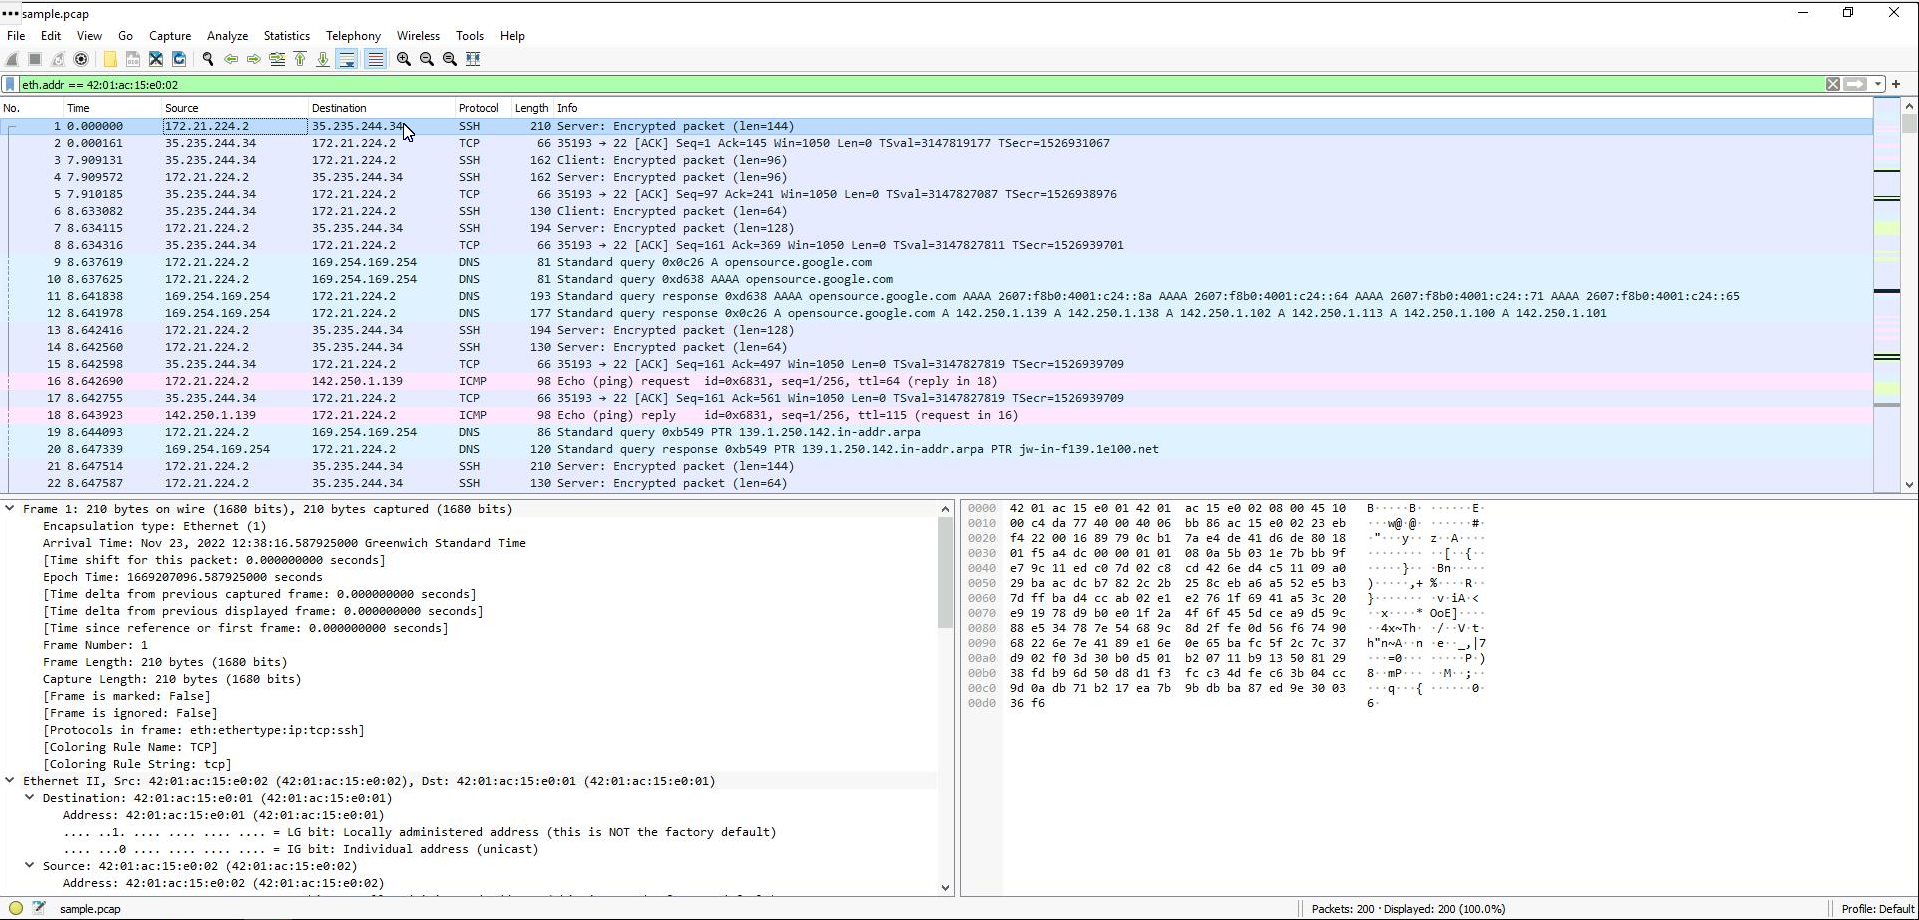 sample.pcap
File Edit View Go Capture Analyze Statistics Telephony Wireless Tools Help
eth.addr == 42:01:ac:15:e0:02
No. Time Source Destination Protocol Length Info
1 0.000000 172.21.224.2 35.235.244.34 SSH 210 Server: Encrypted packet (len=144)
2 0.000161 35.235.244.34 172.21.224.2 TCP 66 35193 → 22 [ACK] Seq=1 Ack=145 Win=1050 Len=0 TSval=3147819177 TSecr=1526931067
3 7.909131 35.235.244.34 172.21.224.2 SSH 162 Client: Encrypted packet (len=96)
4 7.909572 172.21.224.2 35.235.244.34 SSH 162 Server: Encrypted packet (len=96)
5 7.910185 35.235.244.34 172.21.224.2 TCP 66 35193 → 22 [ACK] Seq=97 Ack=241 Win=1050 Len=0 TSval=3147827087 TSecr=1526938976
6 8.633082 35.235.244.34 172.21.224.2 SSH 130 Client: Encrypted packet (len=64)
7 8.634115 172.21.224.2 35.235.244.34 SSH 194 Server: Encrypted packet (len=128)
8 8.634316 35.235.244.34 172.21.224.2 TCP 66 35193 → 22 [ACK] Seq=161 Ack=369 Win=1050 Len=0 TSval=3147827811 TSecr=1526939701
9 8.637619 172.21.224.2 169.254.169.254 DNS 81 Standard query 0x0c26 A opensource.google.com
10 8.637625 172.21.224.2 169.254.169.254 DNS 81 Standard query 0xd638 AAAA opensource.google.com
11 8.641838 169.254.169.254 172.21.224.2 DNS 193 Standard query response 0xd638 AAAA opensource.google.com AAAA 2607:f8b0:4001:c24::8a AAAA 2607:f8b0:4001:c24::64 AAAA 2607:f8b0:4001:c24::71 AAAA 2607:f8b0:4001:c24::65
12 8.641978 169.254.169.254 172.21.224.2 DNS 177 Standard query response 0x0c26 A opensource.google.com A 142.250.1.139 A 142.250.1.138 A 142.250.1.102 A 142.250.1.113 A 142.250.1.100 A 142.250.1.101
13 8.642416 172.21.224.2 35.235.244.34 SSH 194 Server: Encrypted packet (len=128)
14 8.642560 172.21.224.2 35.235.244.34 SSH 130 Server: Encrypted packet (len=64)
15 8.642598 35.235.244.34 172.21.224.2 TCP 66 35193 → 22 [ACK] Seq=161 Ack=497 Win=1050 Len=0 TSval=3147827819 TSecr=1526939709
16 8.642690 172.21.224.2 142.250.1.139 ICMP 98 Echo (ping) request id=0x6831, seq=1/256, ttl=64 (reply in 18)
17 8.642755 35.235.244.34 172.21.224.2 TCP 66 35193 → 22 [ACK] Seq=161 Ack=561 Win=1050 Len=0 TSval=3147827819 TSecr=1526939709
18 8.643923 142.250.1.139 172.21.224.2 ICMP 98 Echo (ping) reply id=0x6831, seq=1/256, ttl=115 (request in 16)
19 8.644093 172.21.224.2 169.254.169.254 DNS 86 Standard query 0xb549 PTR 139.1.250.142.in-addr.arpa
20 8.647339 169.254.169.254 172.21.224.2 DNS 120 Standard query response 0xb549 PTR 139.1.250.142.in-addr.arpa PTR jw-in-f139.1e100.net
21 8.647514 172.21.224.2 35.235.244.34 SSH 210 Server: Encrypted packet (len=144)
22 8.647587 172.21.224.2 35.235.244.34 SSH 130 Server: Encrypted packet (len=64)
Frame 1: 210 bytes on wire (1680 bits), 210 bytes captured (1680 bits)
Encapsulation type: Ethernet (1)
Arrival Time: Nov 23, 2022 12:38:16.587925000 Greenwich Standard Time
[Time shift for this packet: 0.000000000 seconds]
Epoch Time: 1669207096.587925000 seconds
[Time delta from previous captured frame: 0.000000000 seconds]
[Time delta from previous displayed frame: 0.000000000 seconds]
[Time since reference or first frame: 0.000000000 seconds]
Frame Number: 1
Frame Length: 210 bytes (1680 bits)
Capture Length: 210 bytes (1680 bits)
[Frame is marked: False]
[Frame is ignored: False]
[Protocols in frame: eth:ethertype:ip:tcp:ssh]
[Coloring Rule Name: TCP]
[Coloring Rule String: tcp]
Ethernet II, Src: 42:01:ac:15:e0:02 (42:01:ac:15:e0:02), Dst: 42:01:ac:15:e0:01 (42:01:ac:15:e0:01)
Destination: 42:01:ac:15:e0:01 (42:01:ac:15:e0:01)
Address: 42:01:ac:15:e0:01 (42:01:ac:15:e0:01)
.... ..1. .... .... .... .... = LG bit: Locally administered address (this is NOT the factory default)
.... ...0 .... .... .... .... = IG bit: Individual address (unicast)
Source: 42:01:ac:15:e0:02 (42:01:ac:15:e0:02)
Address: 42:01:ac:15:e0:02 (42:01:ac:15:e0:02)
0000 42 01 ac 15 e0 01 42 01 ac 15 e0 02 08 00 45 10 B·····B· ······E·
0010 00 c4 da 77 40 00 40 06 bb 86 ac 15 e0 02 23 eb ···w@·@· ······#·
0020 f4 22 00 16 89 79 0c b1 7a e4 de 41 d6 de 80 18 ·"···y·· z··A····
0030 01 f5 a4 dc 00 00 01 01 08 0a 5b 03 1e 7b bb 9f ········ ··[··{··
0040 e7 9c 11 ed c0 7d 02 c8 cd 42 6e d4 c5 11 09 a0 ·····}·· ·Bn·····
0050 29 ba ac dc b7 82 2c 2b 25 8c eb a6 a5 52 e5 b3 )·····,+ %····R··
0060 7d ff ba d4 cc ab 02 e1 e2 76 1f 69 41 a5 3c 20 }······· ·v·iA·<
0070 e9 19 78 d9 b0 e0 1f 2a 4f 6f 45 5d ce a9 d5 9c ··x····* OoE]····
0080 88 e5 34 78 7e 54 68 9c 8d 2f fe 0d 56 f6 74 90 ··4x~Th· ·/··V·t·
0090 68 22 6e 7e 41 89 e1 6e 0e 65 ba fc 5f 2c 7c 37 h"n~A··n ·e··_,|7
00a0 d9 02 f0 3d 30 b0 d5 01 b2 07 11 b9 13 50 81 29 ···=0··· ·····P·)
00b0 38 fd b9 6d 50 d8 d1 f3 fc c3 4d fe c6 3b 04 cc 8··mP··· ··M··;··
00c0 9d 0a db 71 b2 17 ea 7b 9b db ba 87 ed 9e 30 03 ···q···{ ······0·
00d0 36 f6 6·
sample.pcap Packets: 200 · Displayed: 200 (100.0%) Profile: Default